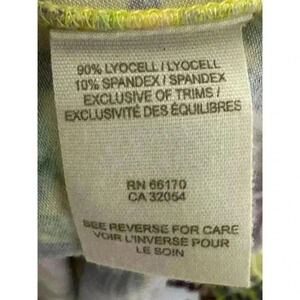 90% LYOCELL / LYOCELL
10% SPANDEX / SPANDEX
EXCLUSIVE OF TRIMS /
EXCLUSIVITÉ DES ÉQUILIBRES
RN 66170
CA 32054
SEE REVERSE FOR CARE
VOIR L'INVERSE POUR
LE SOIN